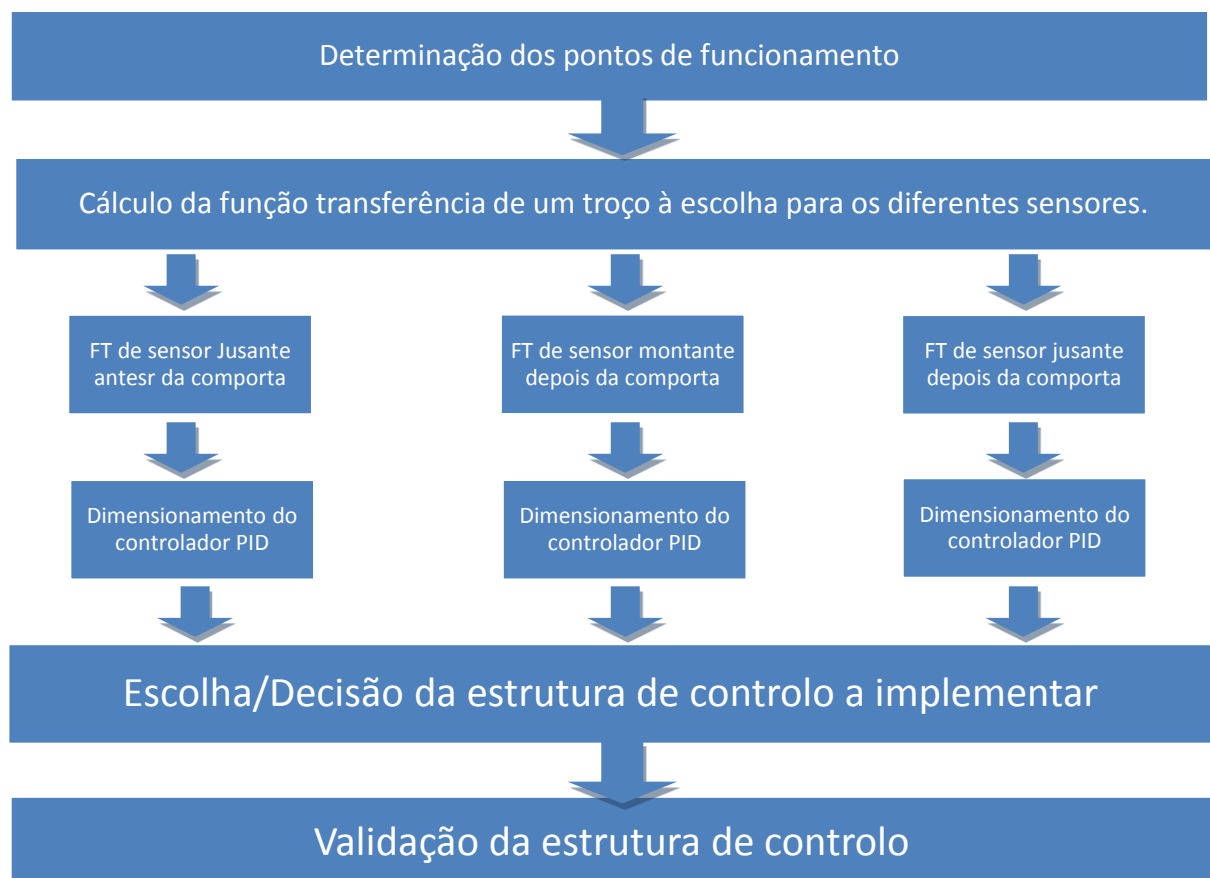 Determinação dos pontos de funcionamento
Cálculo da função transferência de um troço à escolha para os diferentes sensores.
FT de sensor Jusante
antesr da comporta
FT de sensor montante
depois da comporta
FT de sensor jusante
depois da comporta
Dimensionamento do
controlador PID
Dimensionamento do
controlador PID
Dimensionamento do
controlador PID
Escolha/Decisão da estrutura de controlo a implementar
Validação da estrutura de controlo